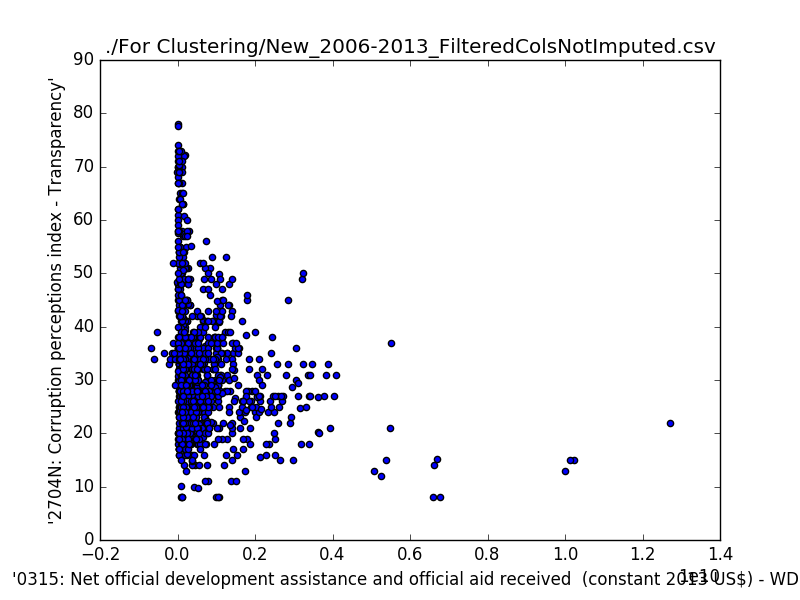 ./For Clustering/New_2006-2013_FilteredColsNotImputed.csv
90
80
70
60
50
40
30
20
10
0
'2704N: Corruption perceptions index - Transparency'
−0.2 0.0 0.2 0.4 0.6 0.8 1.0 1.2 1.4
1e10
'0315: Net official development assistance and official aid received (constant 2013 US$) - WD